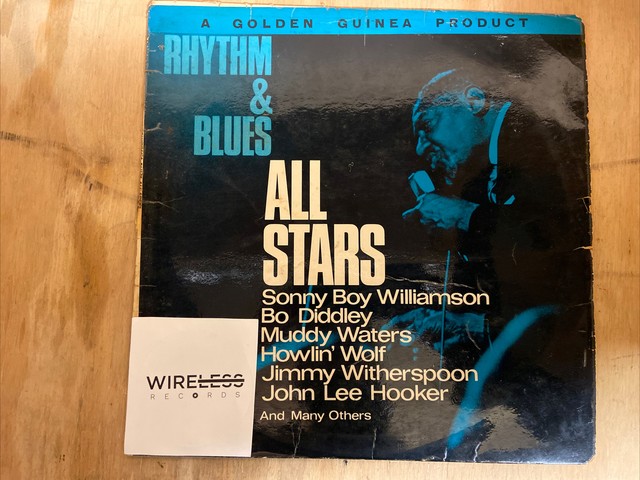 A GOLDEN GUINEA PRODUCT
RHYTHM
&
BLUES
ALL
STARS
Sonny Boy Williamson
Bo Diddley
Muddy Waters
Howlin' Wolf
Jimmy Witherspoon
John Lee Hooker
And Many Others
WIRELESS
RECORDS